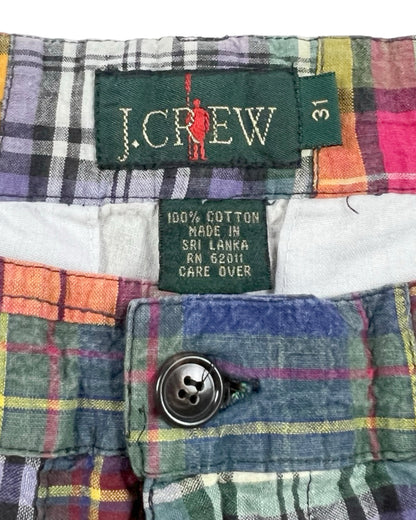 J.CREW
31
100% COTTON
MADE IN
SRI LANKA
RN 62011
CARE OVER